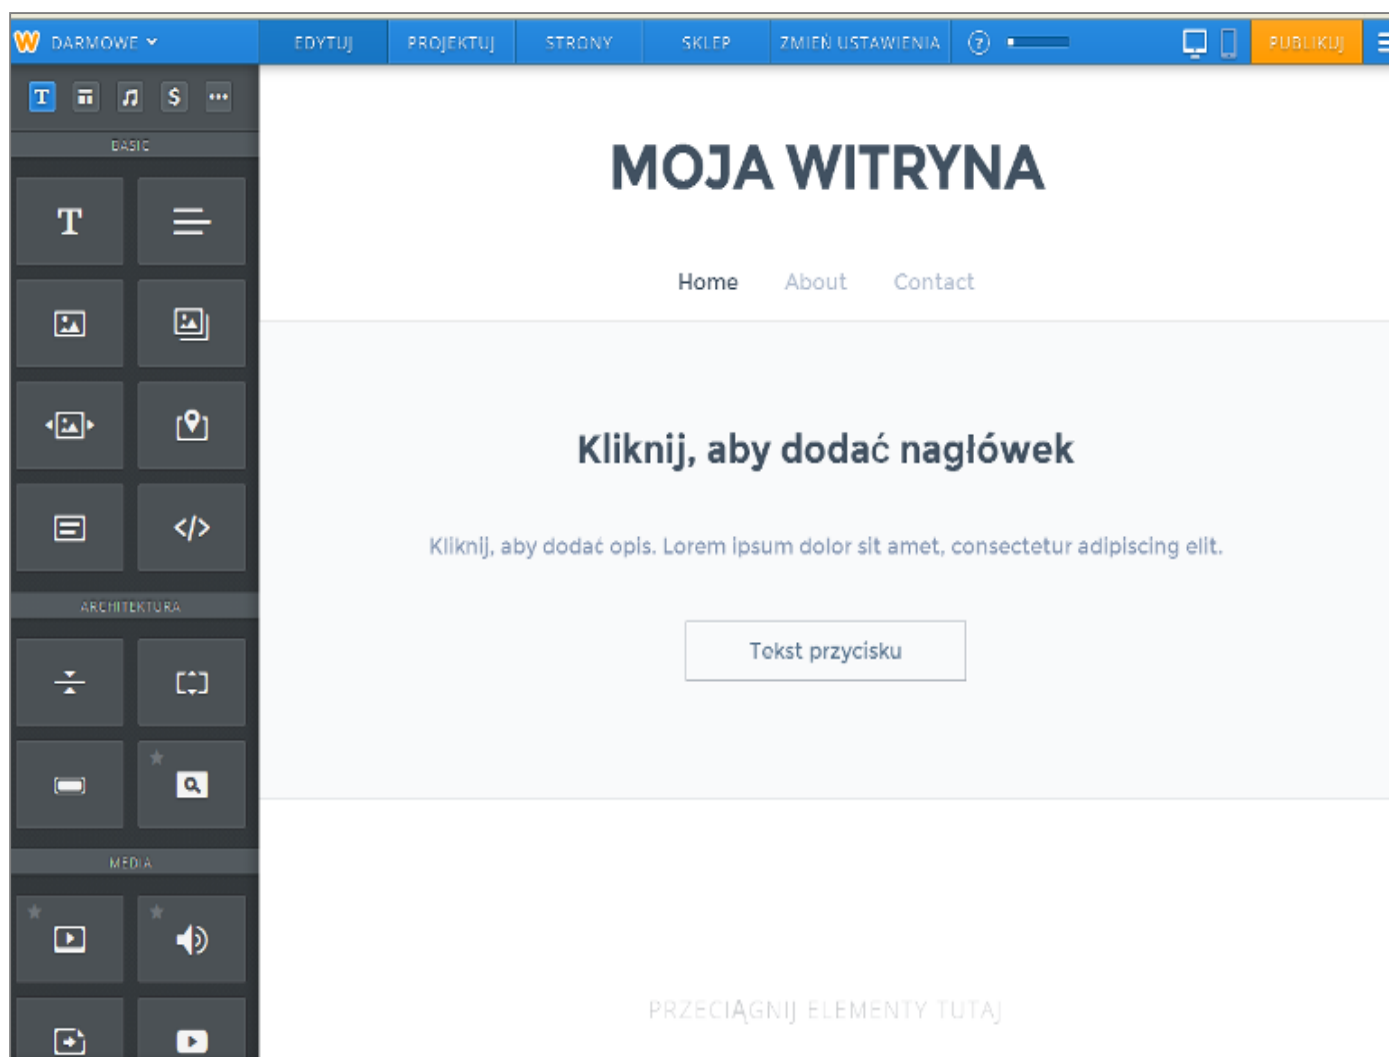 DARMOWE EDYTUJ PROJEKTUJ STRONY SKLEP ZMIEŃ USTAWIENIA ? PUBLIKUJ
T $
BASIC
MOJA WITRYNA
T
Home About Contact
Kliknij, aby dodać nagłówek
</>
Kliknij, aby dodać opis. Lorem ipsum dolor sit amet, consectetur adipiscing elit.
ARCHITEKTURA
Tekst przycisku
MEDIA
PRZECIĄGNIJ ELEMENTY TUTAJ